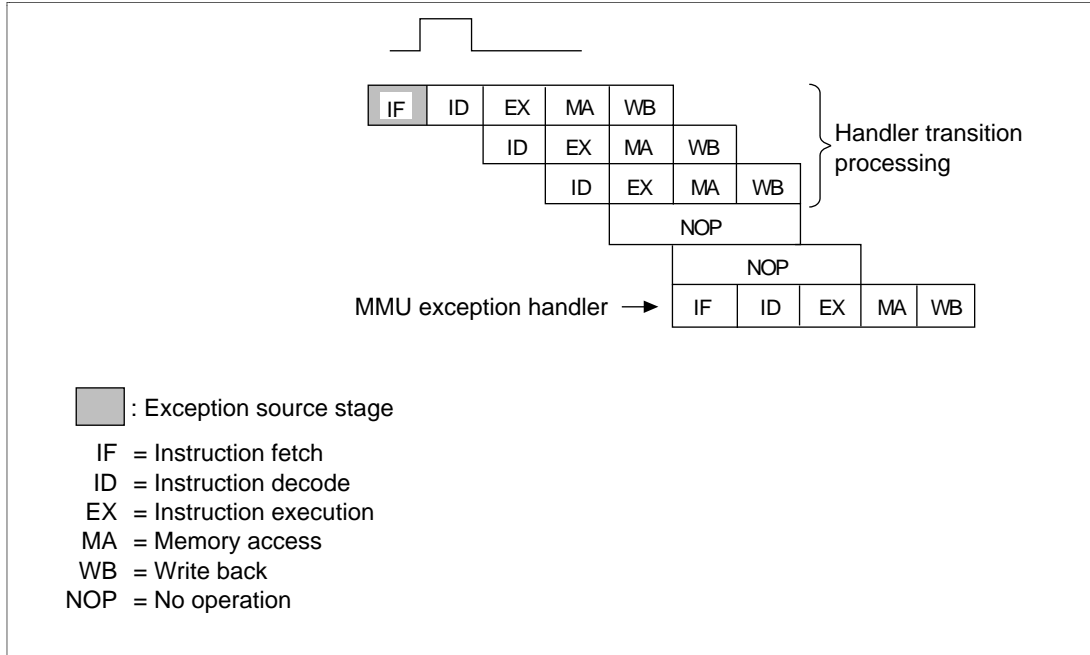 IF ID EX MA WB
ID EX MA WB
Handler transition
processing
ID EX MA WB
NOP
NOP
MMU exception handler
IF ID EX MA WB
: Exception source stage
IF = Instruction fetch
ID = Instruction decode
EX = Instruction execution
MA = Memory access
WB = Write back
NOP = No operation